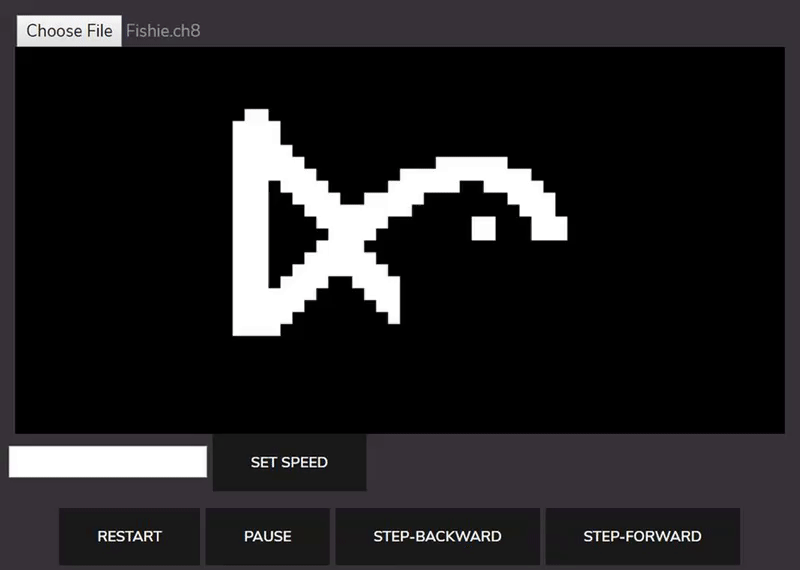 Choose File Fishie.ch8
SET SPEED
RESTART PAUSE STEP-BACKWARD STEP-FORWARD